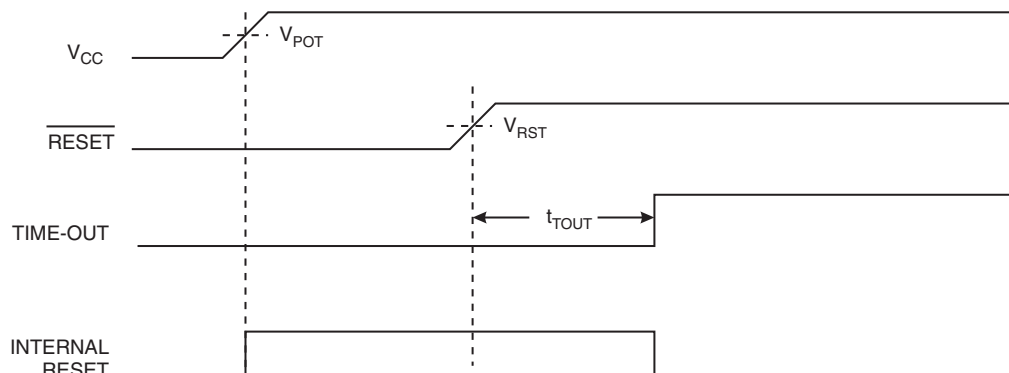 V_CC
V_POT
RESET
V_RST
TIME-OUT
t_TOUT
INTERNAL
RESET